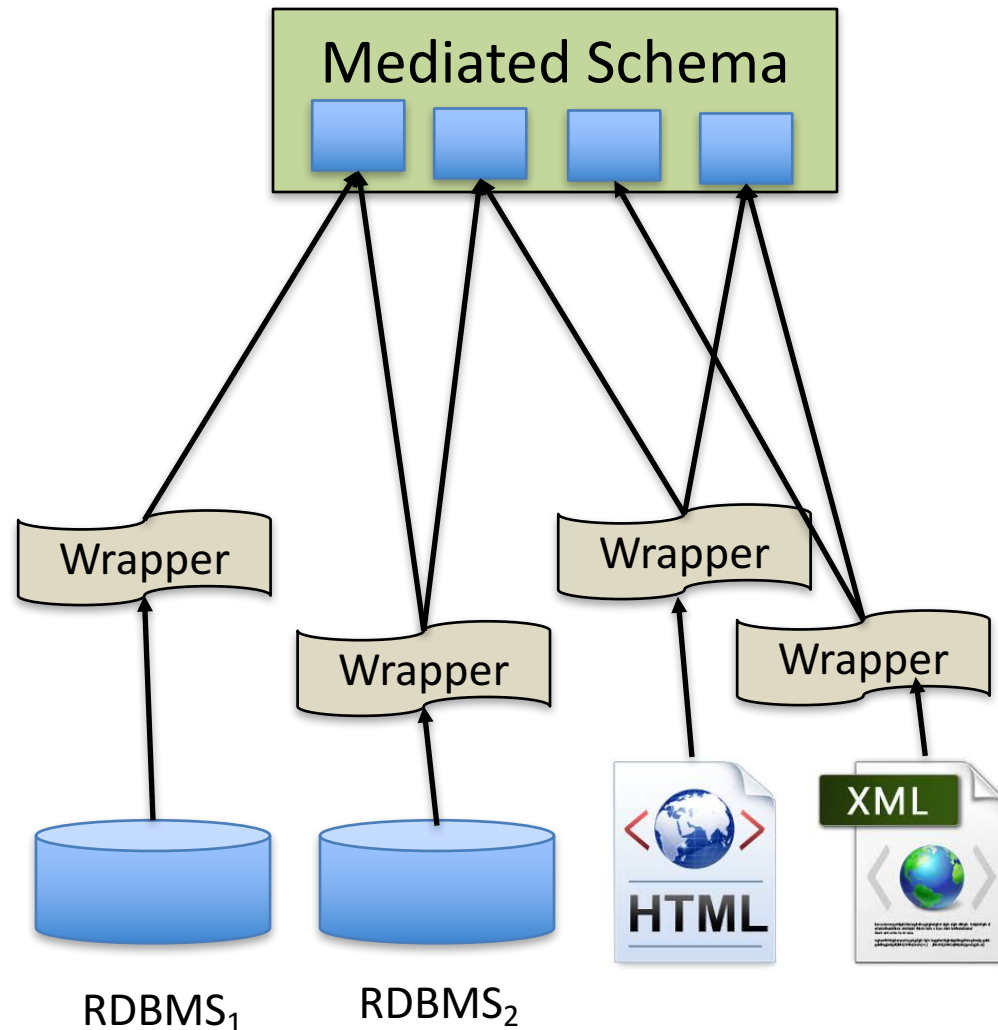 Mediated Schema
Wrapper
Wrapper
Wrapper
Wrapper
XML
HTML
RDBMS₁
RDBMS₂